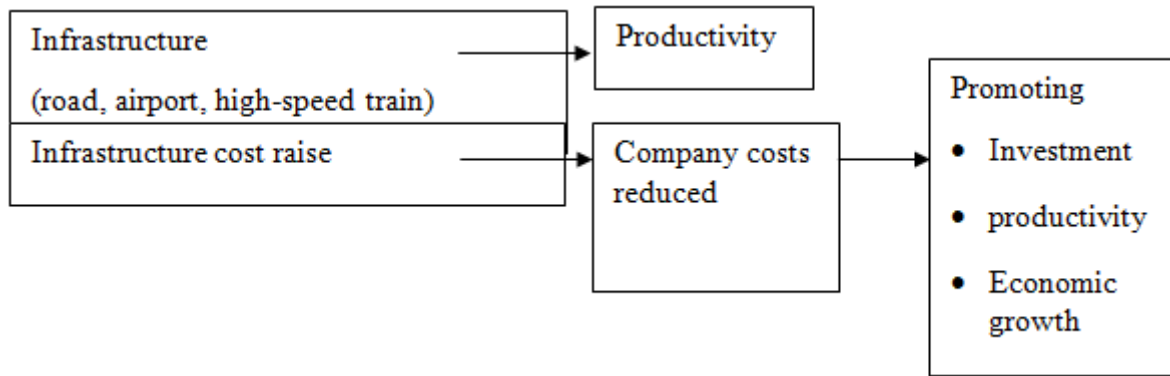 Infrastructure
(road, airport, high-speed train)
Infrastructure cost raise
Productivity
Company costs
reduced
Promoting
• Investment
• productivity
• Economic
growth